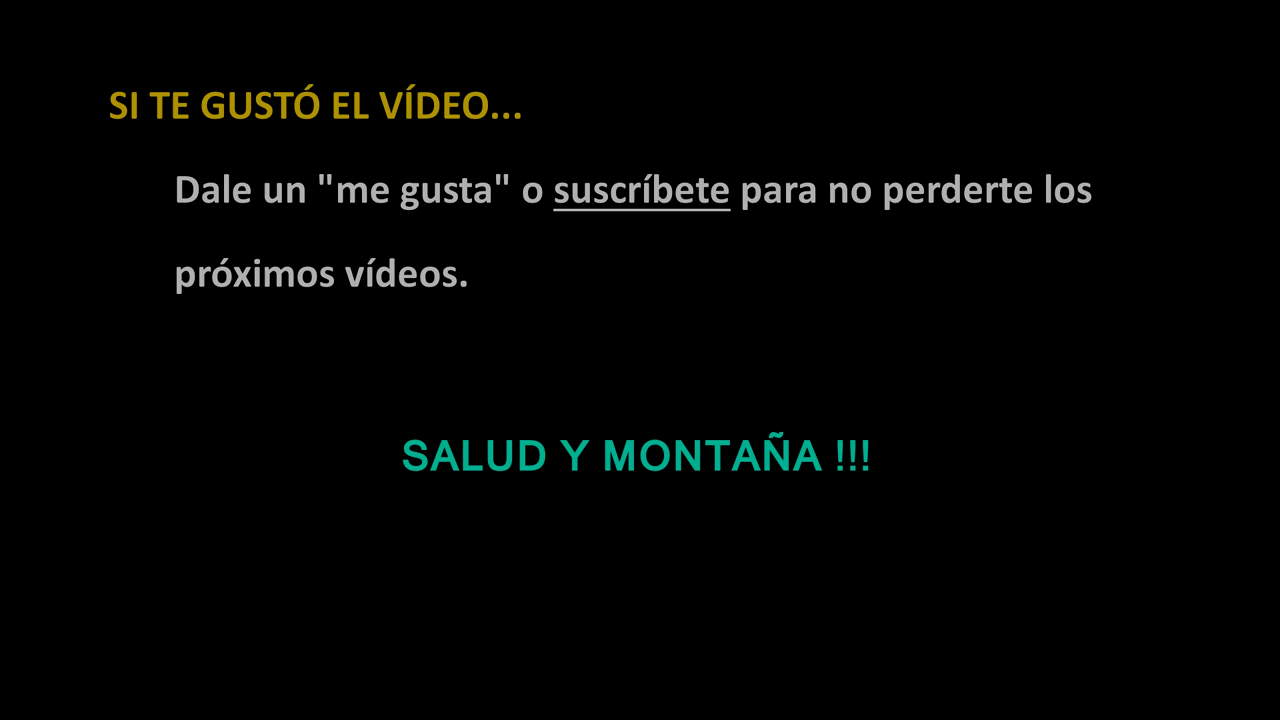 SI TE GUSTÓ EL VÍDEO...
Dale un "me gusta" o suscríbete para no perderte los
próximos vídeos.
SALUD Y MONTAÑA !!!